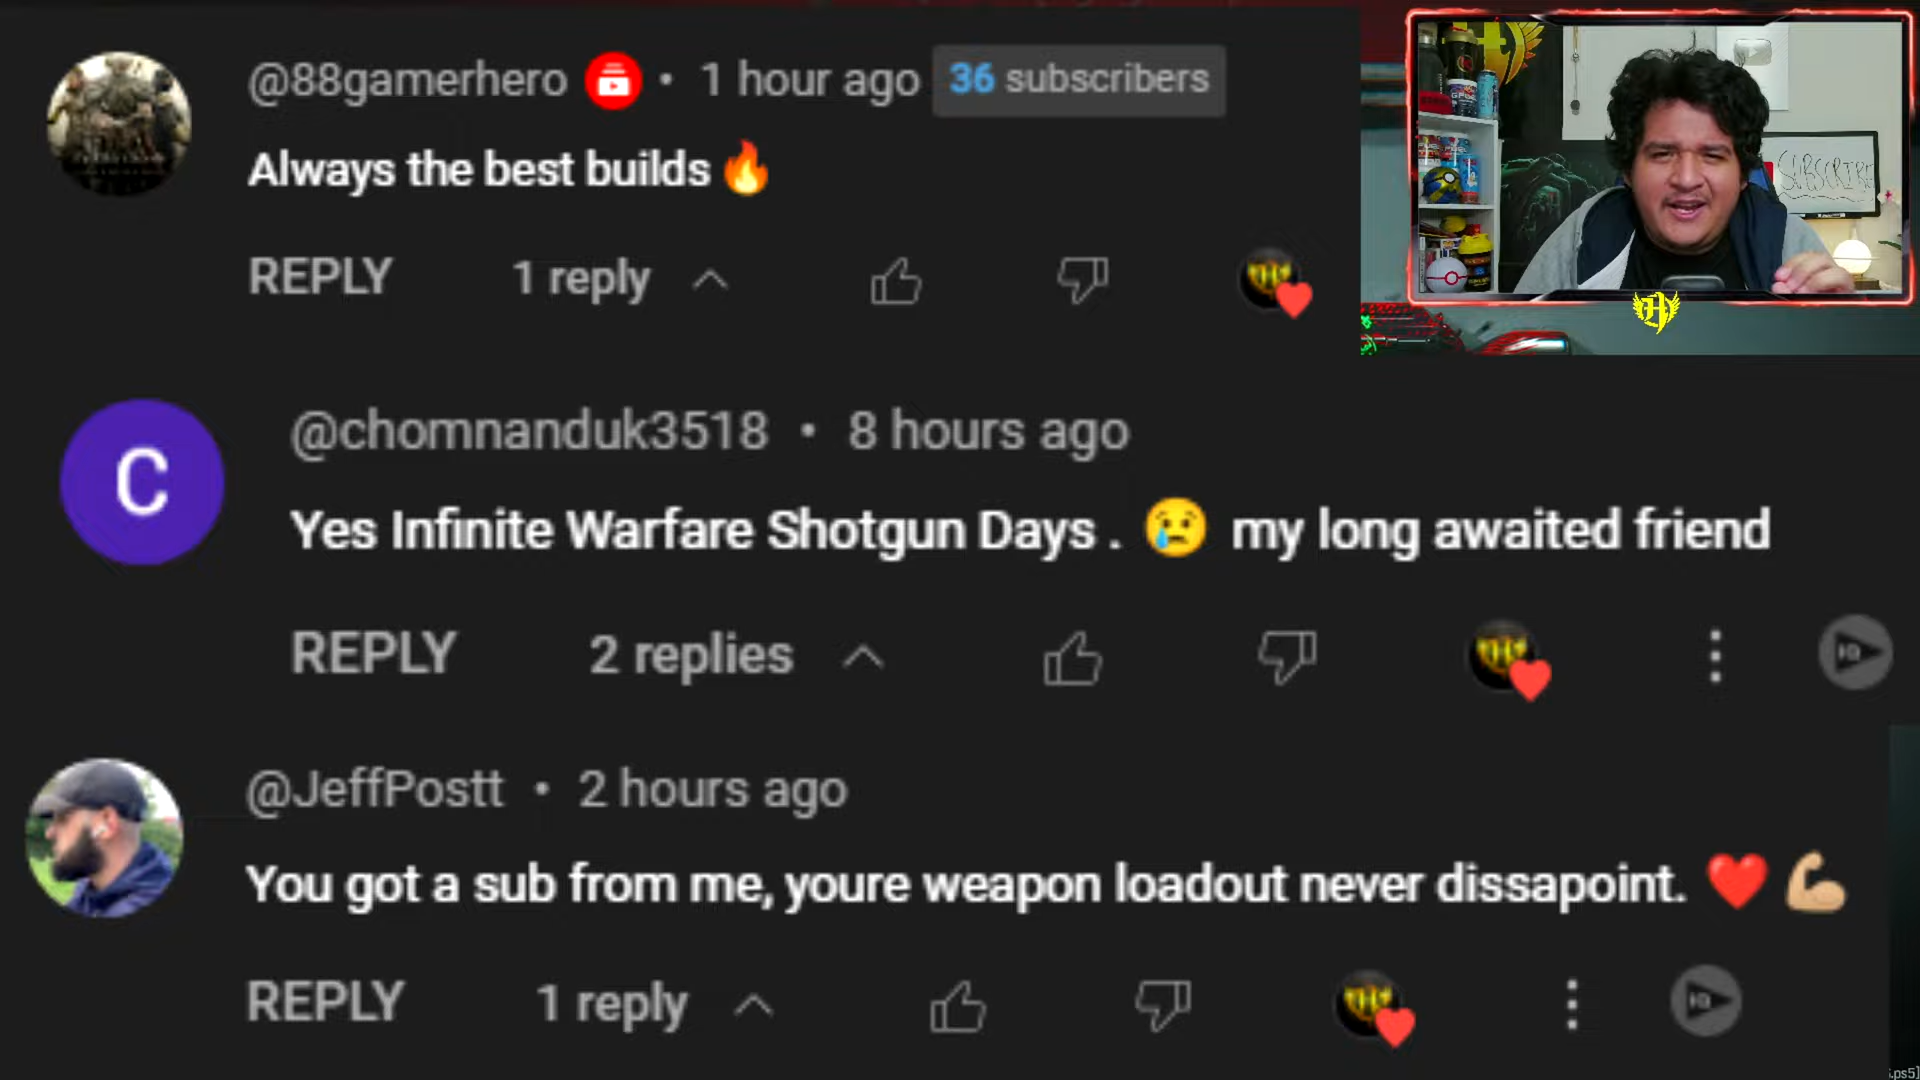 @88gamerhero • 1 hour ago 36 subscribers
Always the best builds🔥
REPLY 1 reply
SUBSCRIBE
@chomnanduk3518 • 8 hours ago
C
Yes Infinite Warfare Shotgun Days . 😢 my long awaited friend
REPLY 2 replies
@JeffPostt • 2 hours ago
You got a sub from me, youre weapon loadout never dissapoint. ❤️ 💪🏼
REPLY 1 reply
.ps5]